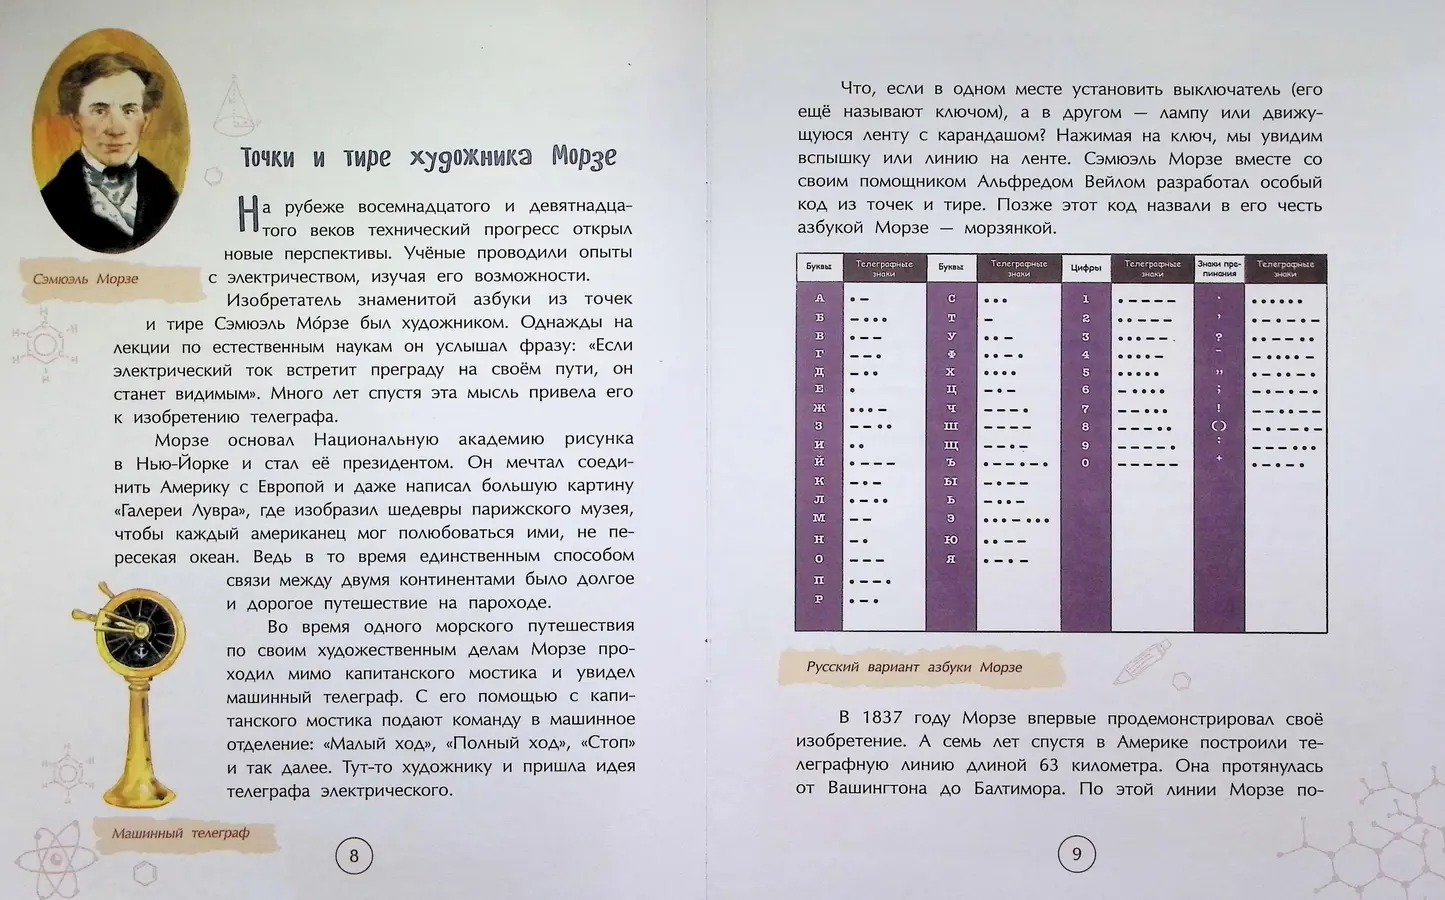 Точки и тире художника Морзе
На рубеже восемнадцатого и девятнадца-
того веков технический прогресс открыл
новые перспективы. Учёные проводили опыты
с электричеством, изучая его возможности.
Сэмюэль Морзе
Изобретатель знаменитой азбуки из точек
и тире Сэмюэль Мóрзе был художником. Однажды на
лекции по естественным наукам он услышал фразу: «Если
электрический ток встретит преграду на своём пути, он
станет видимым». Много лет спустя эта мысль привела его
к изобретению телеграфа.
Морзе основал Национальную академию рисунка
в Нью-Йорке и стал её президентом. Он мечтал соеди-
нить Америку с Европой и даже написал большую картину
«Галереи Лувра», где изобразил шедевры парижского музея,
чтобы каждый американец мог полюбоваться ими, не пе-
ресекая океан. Ведь в то время единственным способом
связи между двумя континентами было долгое
и дорогое путешествие на пароходе.
Во время одного морского путешествия
по своим художественным делам Морзе про-
ходил мимо капитанского мостика и увидел
машинный телеграф. С его помощью с капи-
танского мостика подают команду в машинное
отделение: «Малый ход», «Полный ход», «Стоп»
и так далее. Тут-то художнику и пришла идея
телеграфа электрического.
Машинный телеграф
8
Что, если в одном месте установить выключатель (его
ещё называют ключом), а в другом — лампу или движу-
щуюся ленту с карандашом? Нажимая на ключ, мы увидим
вспышку или линию на ленте. Сэмюэль Морзе вместе со
своим помощником Альфредом Вейлом разработал особый
код из точек и тире. Позже этот код назвали в его честь
азбукой Морзе — морзянкой.
Буквы Телеграфные знаки Буквы Телеграфные знаки Цифры Телеграфные знаки Знаки пре-пинания Телеграфные знаки
А •– С ••• 1 •–––– . ••••••
Б –••• Т – 2 ••––– , •–•–•–
В •–– У ••– 3 •••–– ? ••––••
Г ––• Ф ••–• 4 ••••– – –••••–
Д –•• Х •••• 5 ••••• ,, •–••–•
Е • Ц –•–• 6 –•••• ; –•–•–•
Ж •••– Ч –––• 7 ––••• ! ––••––
З ––•• Ш –––– 8 –––•• () –•––•–
И •• Щ ––•– 9 ––––• : –––•••
Й •––– Ъ 0 ––––– + •–•–•
К –•– Ы –•––
Л •–•• Ь –••–
М –– Э •••–•••
Н –• Ю ••––
О ––– Я •–•–
П •––•
Р •–•
Русский вариант азбуки Морзе
В 1837 году Морзе впервые продемонстрировал своё
изобретение. А семь лет спустя в Америке построили те-
леграфную линию длиной 63 километра. Она протянулась
от Вашингтона до Балтимора. По этой линии Морзе по-
9